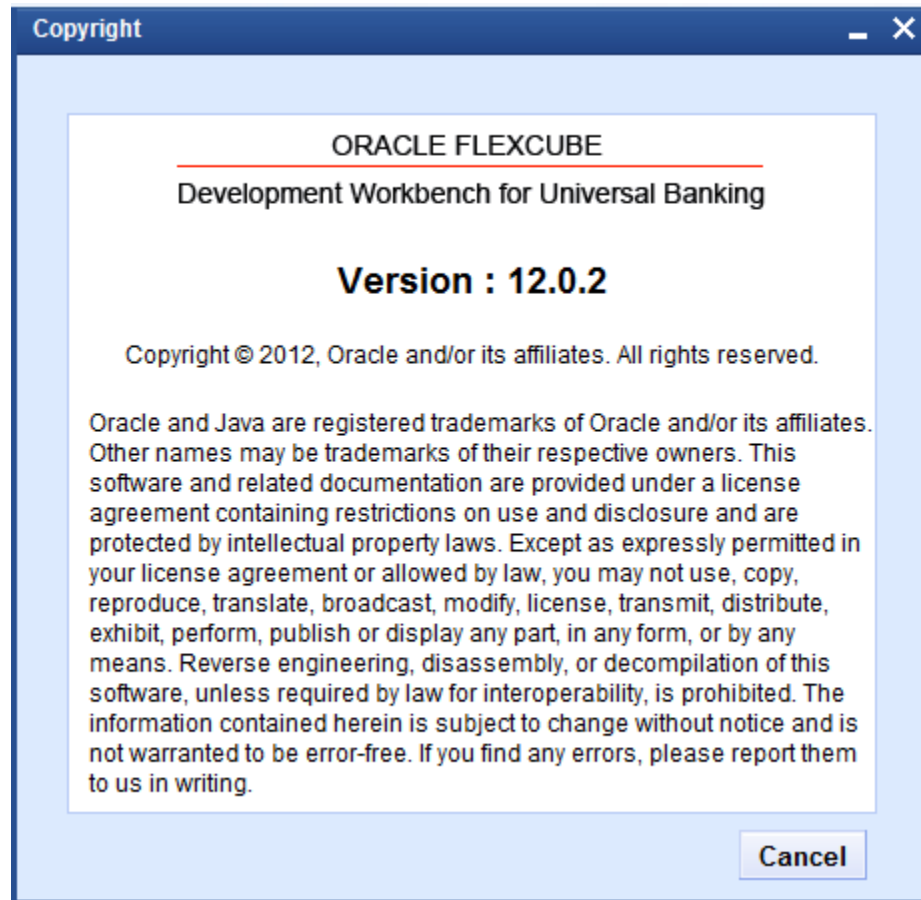 Copyright
ORACLE FLEXCUBE
Development Workbench for Universal Banking
Version : 12.0.2
Copyright © 2012, Oracle and/or its affiliates. All rights reserved.
Oracle and Java are registered trademarks of Oracle and/or its affiliates.
Other names may be trademarks of their respective owners. This
software and related documentation are provided under a license
agreement containing restrictions on use and disclosure and are
protected by intellectual property laws. Except as expressly permitted in
your license agreement or allowed by law, you may not use, copy,
reproduce, translate, broadcast, modify, license, transmit, distribute,
exhibit, perform, publish or display any part, in any form, or by any
means. Reverse engineering, disassembly, or decompilation of this
software, unless required by law for interoperability, is prohibited. The
information contained herein is subject to change without notice and is
not warranted to be error-free. If you find any errors, please report them
to us in writing.
Cancel